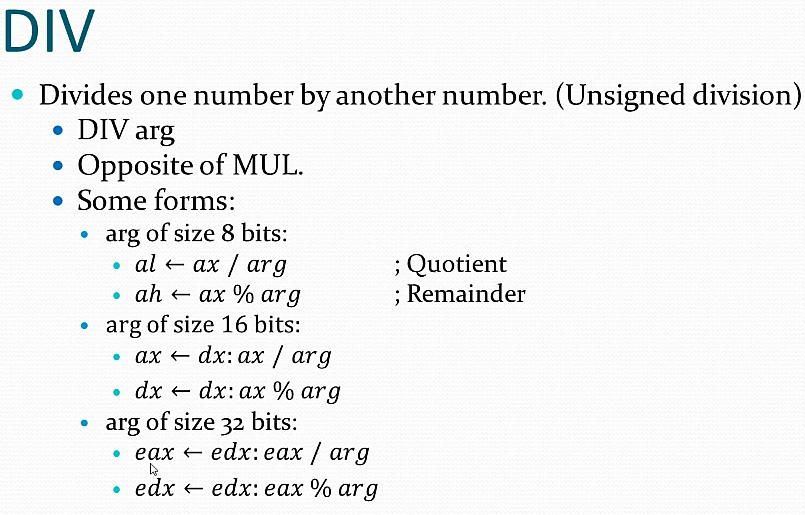 DIV
• Divides one number by another number. (Unsigned division)
• DIV arg
• Opposite of MUL.
• Some forms:
• arg of size 8 bits:
• al ← ax / arg ; Quotient
• ah ← ax % arg ; Remainder
• arg of size 16 bits:
• ax ← dx: ax / arg
• dx ← dx: ax % arg
• arg of size 32 bits:
• eax ← edx: eax / arg
• edx ← edx: eax % arg